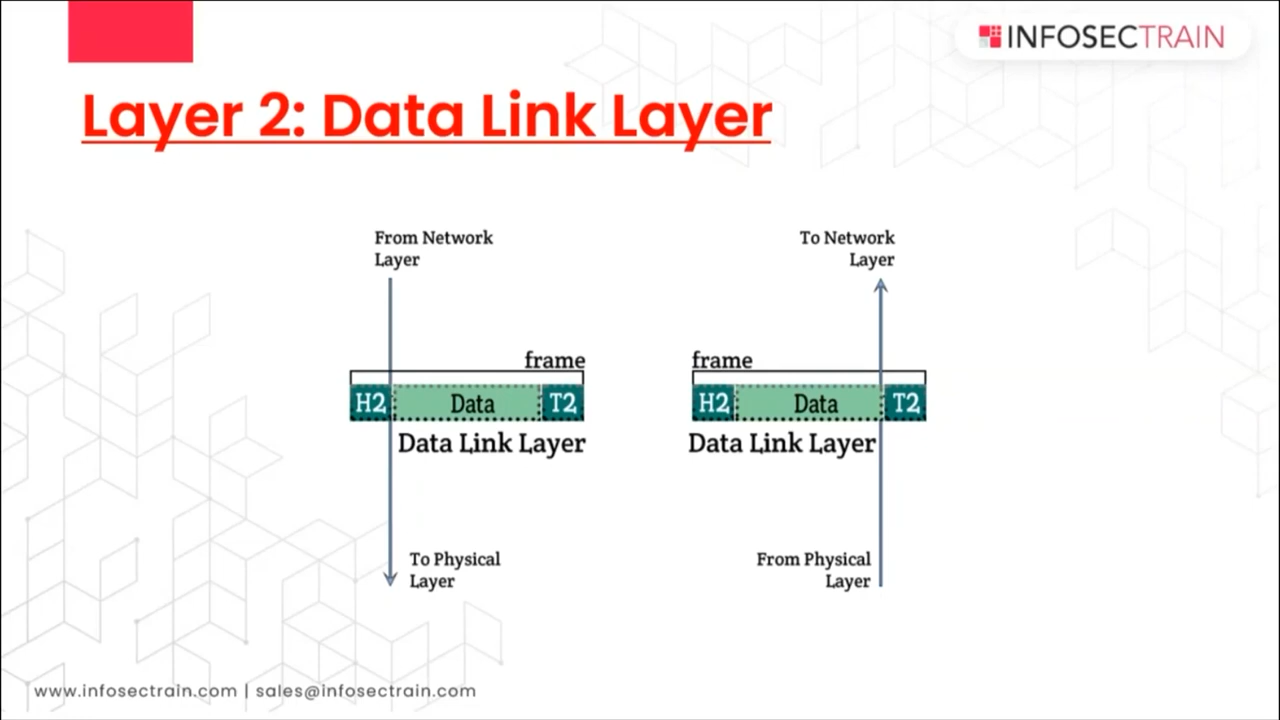 INFOSECTRAIN
Layer 2: Data Link Layer
From Network
Layer
To Network
Layer
frame
frame
H2 Data T2
H2 Data T2
Data Link Layer
Data Link Layer
To Physical
Layer
From Physical
Layer
www.infosectrain.com | sales@infosectrain.com